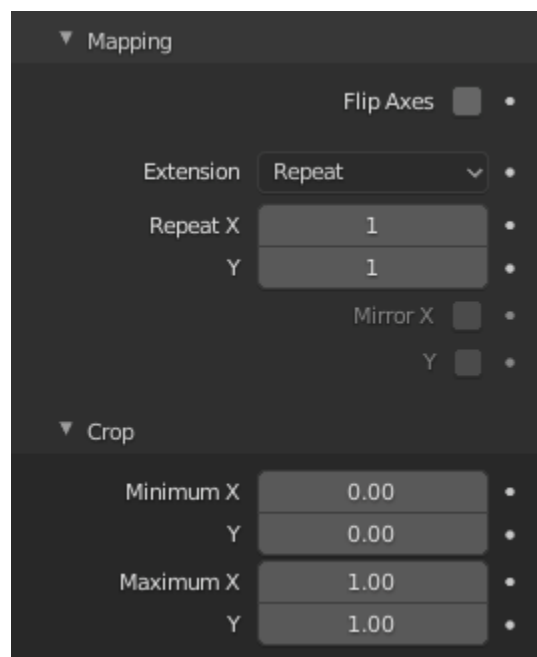 Mapping
Flip Axes
Extension Repeat
Repeat X 1
Y 1
Mirror X
Y
Crop
Minimum X 0.00
Y 0.00
Maximum X 1.00
Y 1.00